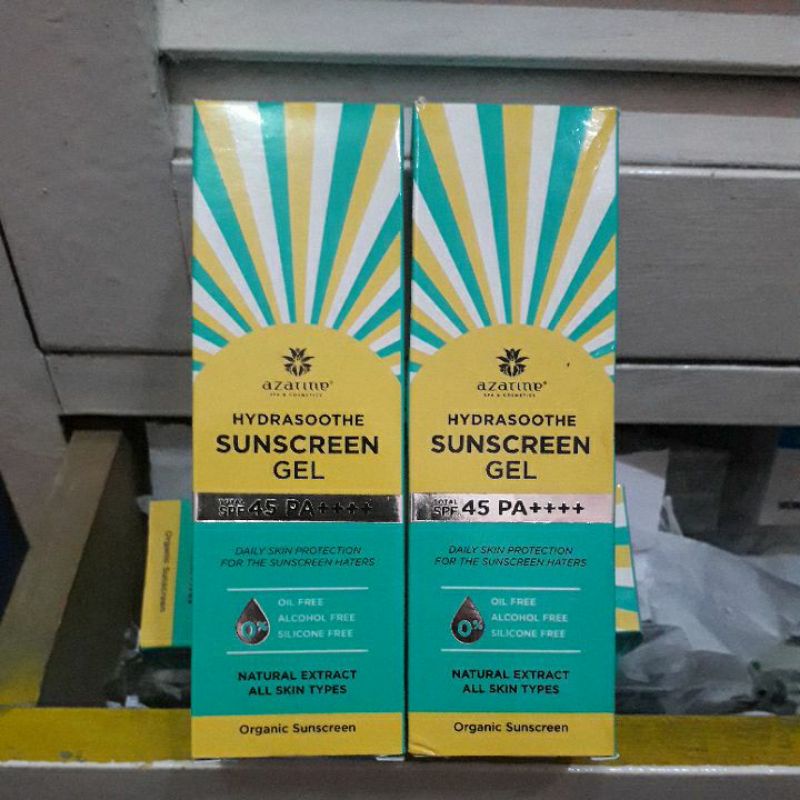 azarine
SPA & COSMETICS
HYDRASOOTHE
SUNSCREEN
GEL
TOTAL
SPF 45 PA++++
DAILY SKIN PROTECTION
FOR THE SUNSCREEN HATERS
0%
OIL FREE
ALCOHOL FREE
SILICONE FREE
NATURAL EXTRACT
ALL SKIN TYPES
Organic Sunscreen
azarine
SPA & COSMETICS
HYDRASOOTHE
SUNSCREEN
GEL
TOTAL
SPF 45 PA++++
DAILY SKIN PROTECTION
FOR THE SUNSCREEN HATERS
0%
OIL FREE
ALCOHOL FREE
SILICONE FREE
NATURAL EXTRACT
ALL SKIN TYPES
Organic Sunscreen
Organic Sunscreen